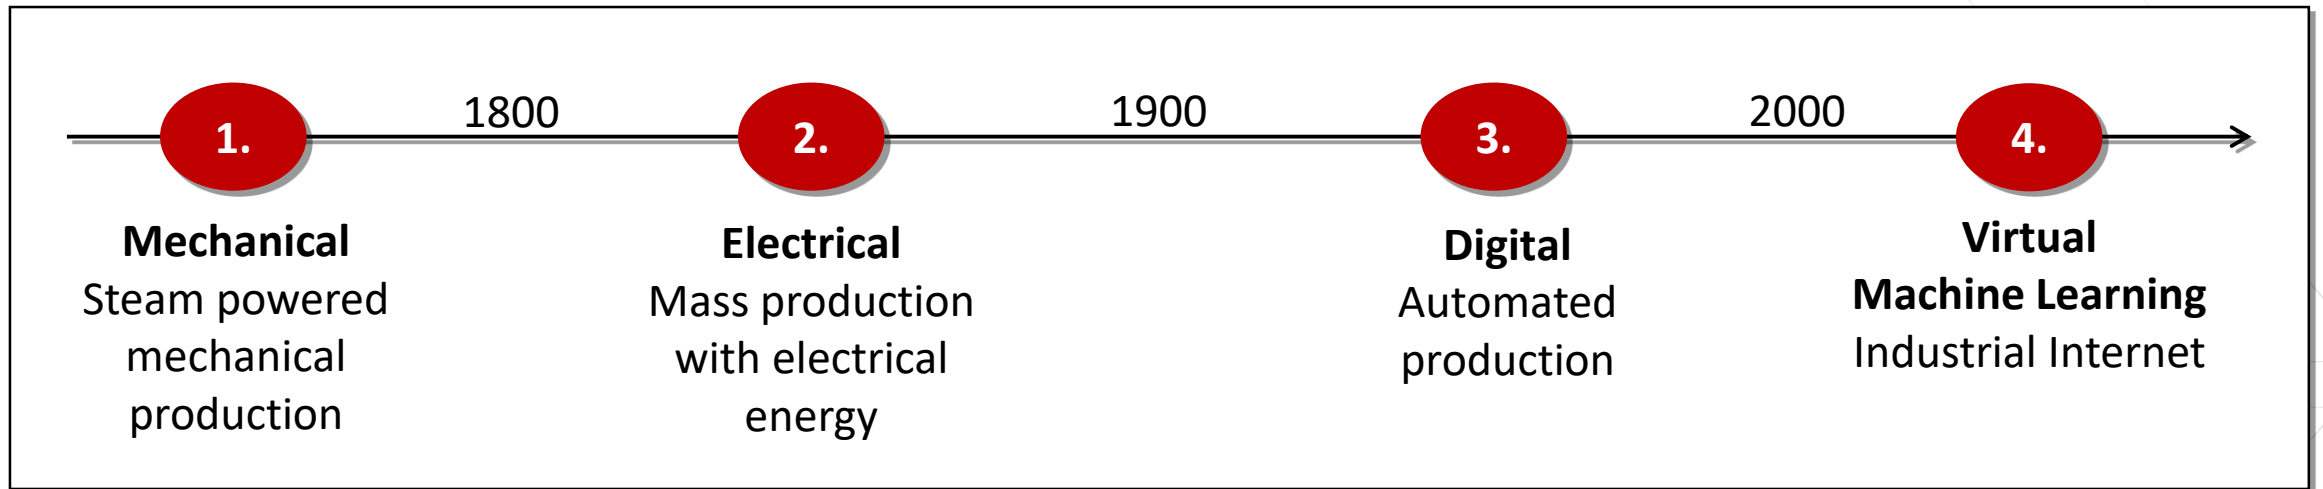 1800
1900
2000
1.
2.
3.
4.
Mechanical
Steam powered
mechanical
production
Electrical
Mass production
with electrical
energy
Digital
Automated
production
Virtual
Machine Learning
Industrial Internet